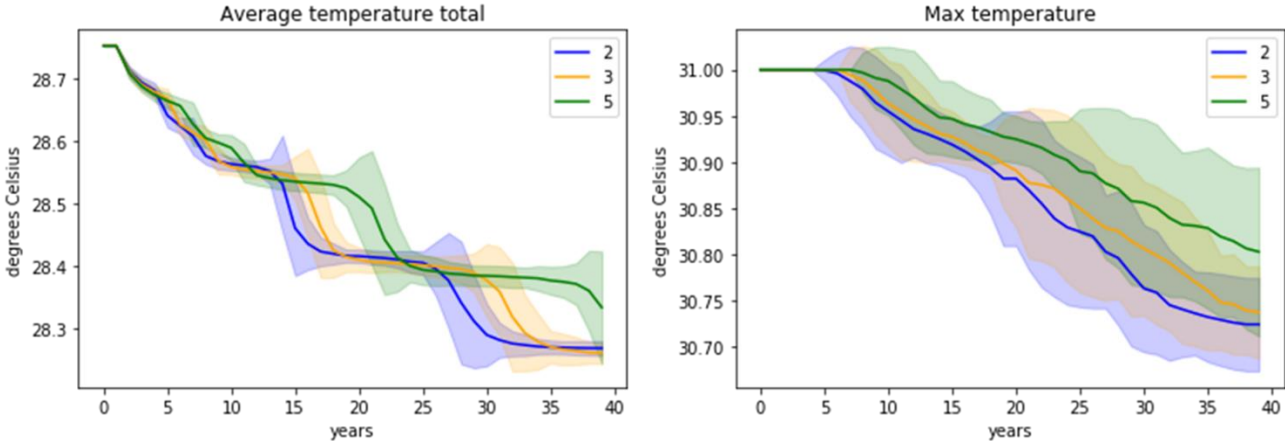 Average temperature total
degrees Celsius
28.7
28.6
28.5
28.4
28.3
2
3
5
0 5 10 15 20 25 30 35 40
years
Max temperature
degrees Celsius
31.00
30.95
30.90
30.85
30.80
30.75
30.70
2
3
5
0 5 10 15 20 25 30 35 40
years